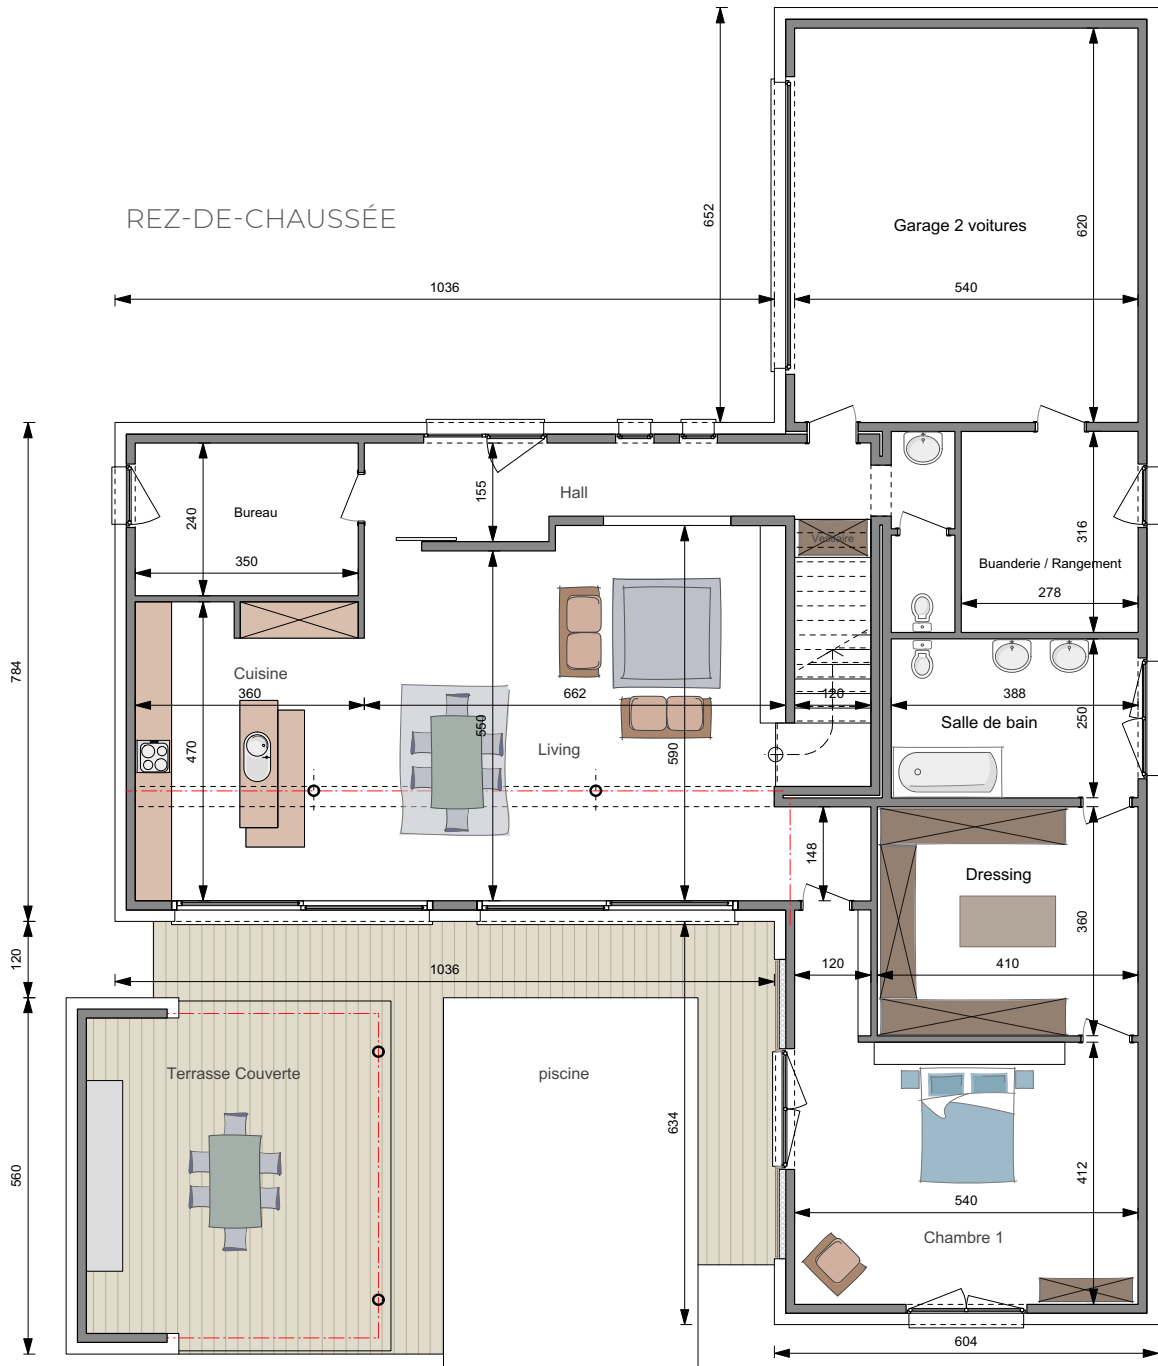 652
REZ-DE-CHAUSSÉE
Garage 2 voitures
620
1036
540
155
Hall
240
Bureau
Vestiaire
316
350
Buanderie / Rangement
278
784
Cuisine
360
662
120
388
250
550
Salle de bain
470
Living
590
148
Dressing
360
120
1036
120
410
Terrasse Couverte
piscine
634
560
412
540
Chambre 1
604